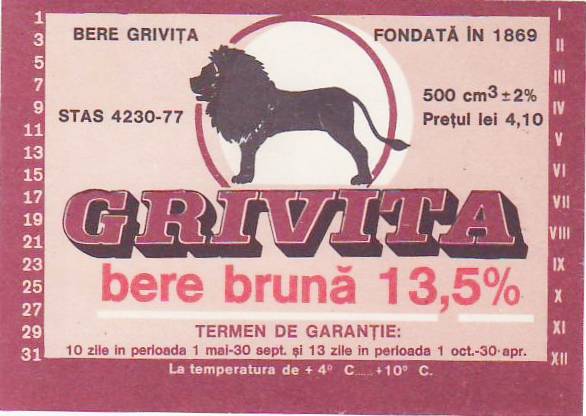 BERE GRIVIȚA
FONDATĂ ÎN 1869
STAS 4230-77
500 cm³ ±2%
Prețul lei 4,10
GRIVITA
bere brună 13,5%
TERMEN DE GARANȚIE:
10 zile in perioada 1 mai-30 sept. și 13 zile in perioada 1 oct.-30 apr.
La temperatura de + 4° C.....+10° C.
1
3
5
7
9
11
13
15
17
19
21
23
25
27
29
31
I
II
III
IV
V
VI
VII
VIII
IX
X
XI
XII